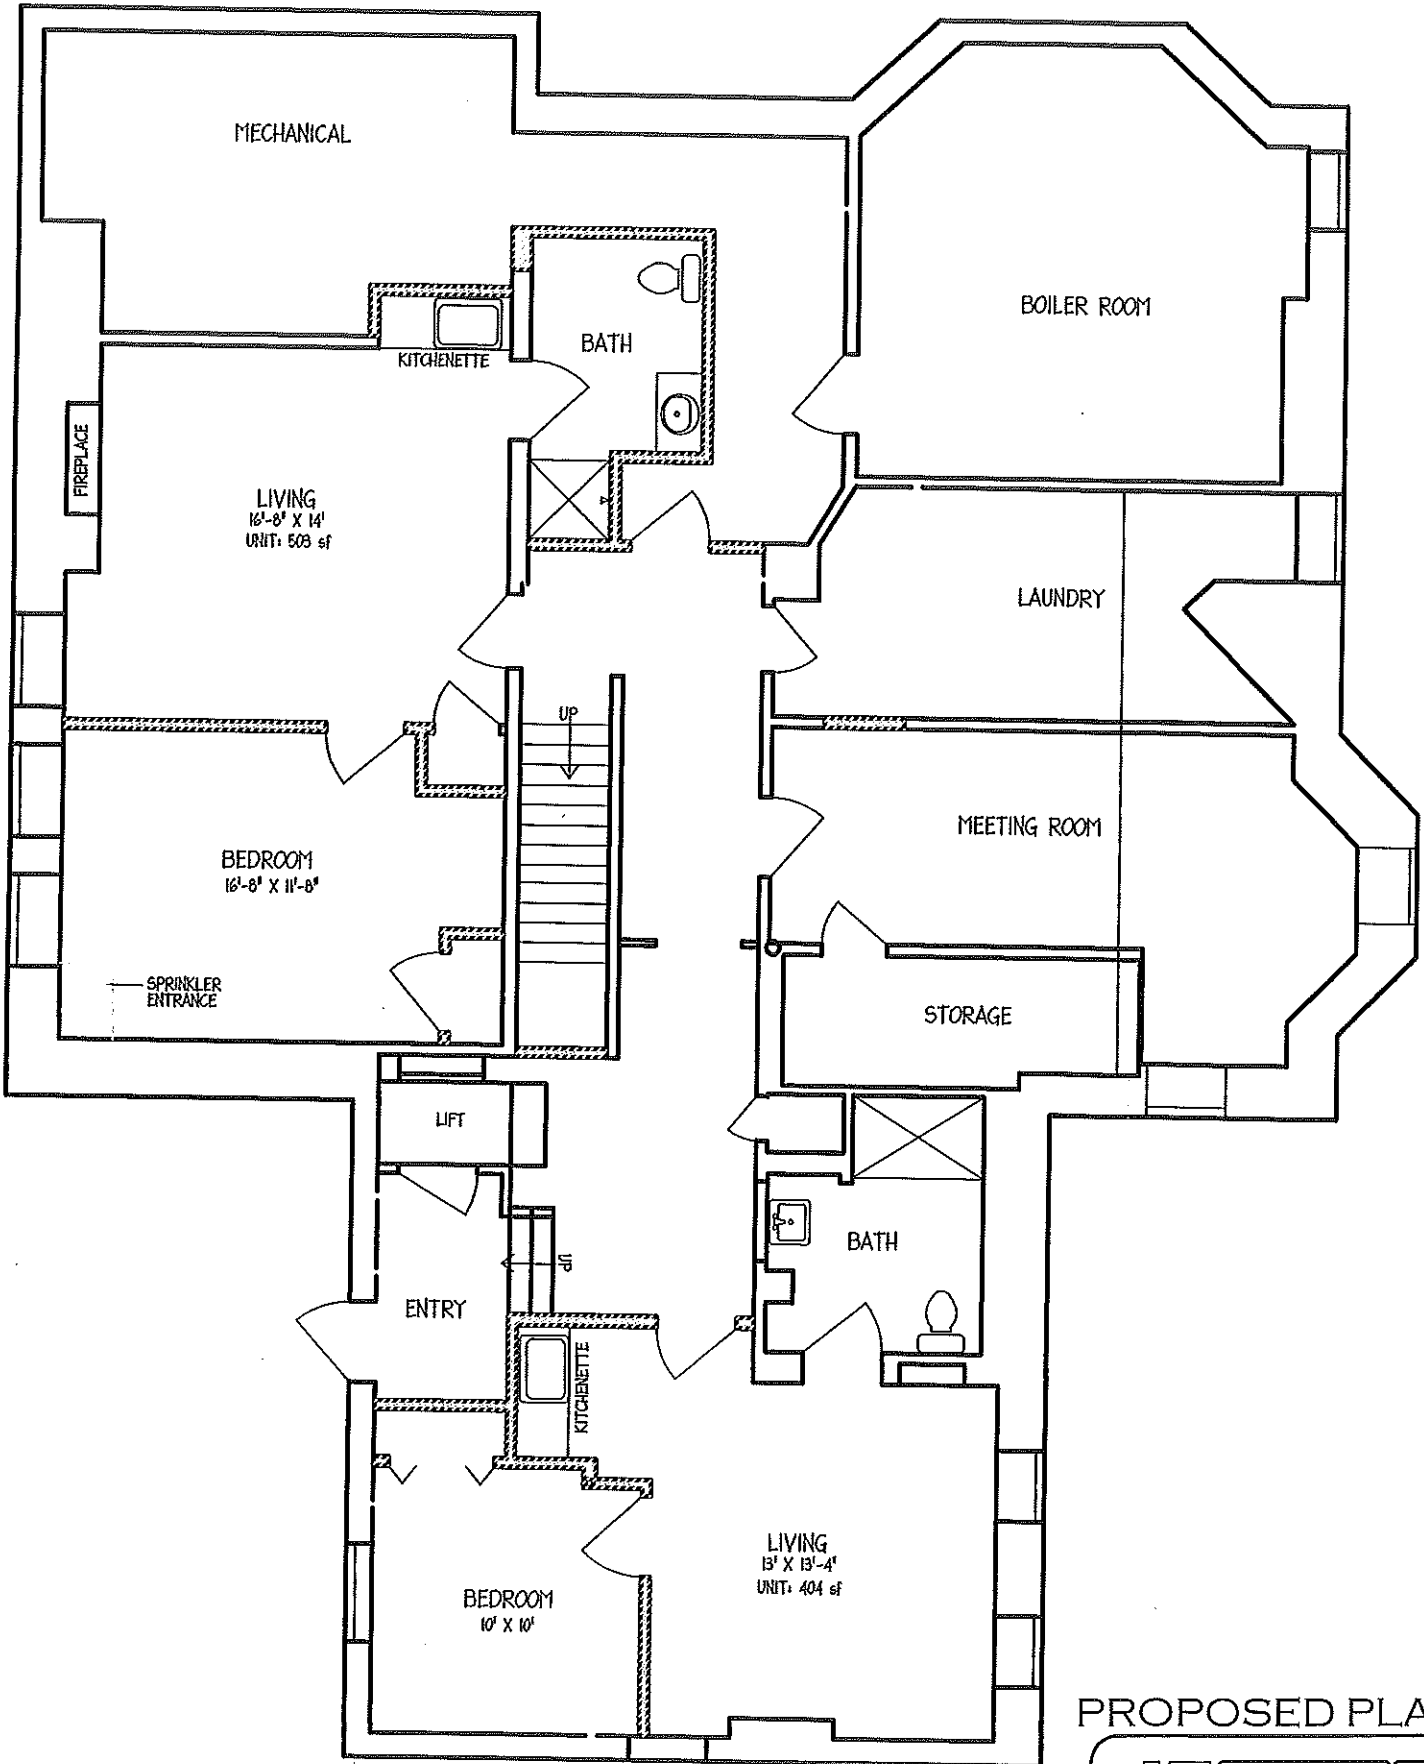 MECHANICAL
BOILER ROOM
BATH
KITCHENETTE
FIREPLACE
LIVING
16'-8" X 14'
UNIT: 503 sf
LAUNDRY
UP
MEETING ROOM
BEDROOM
16'-8" X 11'-8"
SPRINKLER
ENTRANCE
STORAGE
LIFT
BATH
UP
ENTRY
KITCHENETTE
LIVING
13' X 13'-4"
UNIT: 404 sf
BEDROOM
10' X 10'
PROPOSED PLA